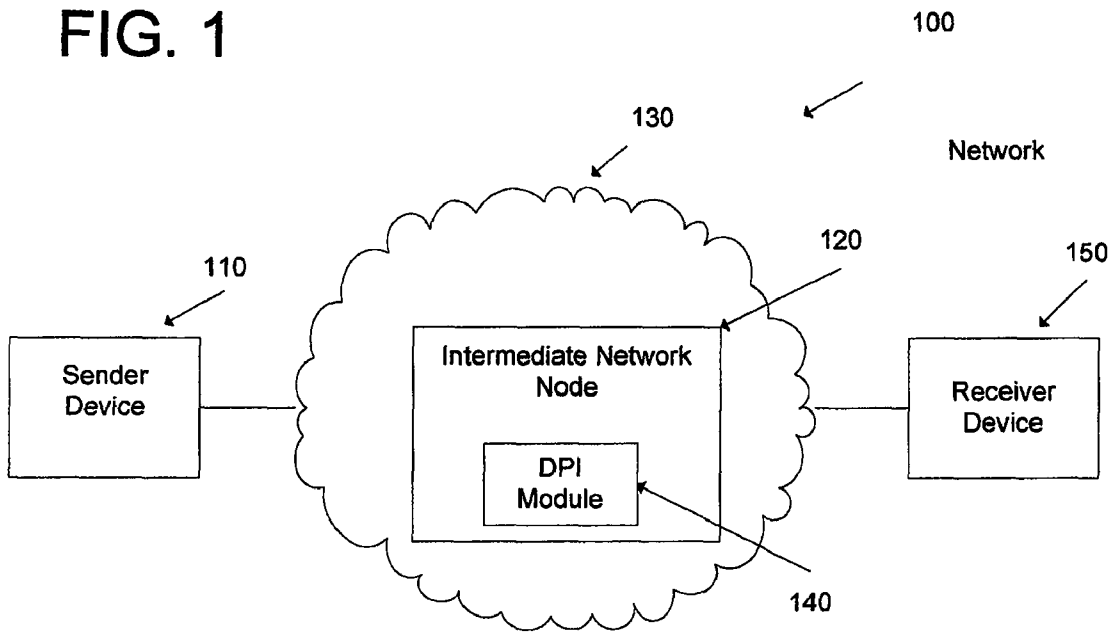 FIG. 1
100
130
Network
120
110
150
Sender
Device
Intermediate Network
Node
Receiver
Device
DPI
Module
140